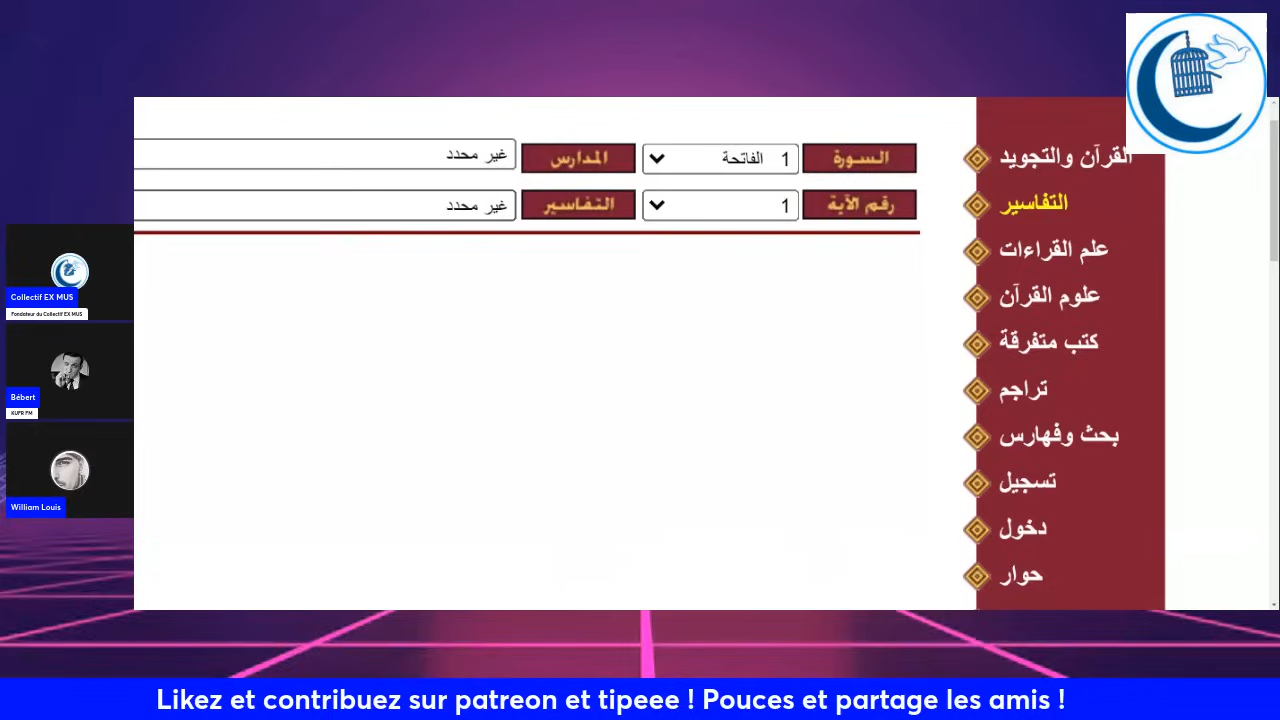 السورة
1 الفاتحة
المدارس
غير محدد
رقم الآية
1
التفاسير
غير محدد
القرآن والتجويد
التفاسير
علم القراءات
علوم القرآن
كتب متفرقة
تراجم
بحث وفهارس
تسجيل
دخول
حوار
Collectif EX MUS
Fondateur du Collectif EX MUS
Bébert
KUFR FM
William Louis
Likez et contribuez sur patreon et tipeee ! Pouces et partage les amis !